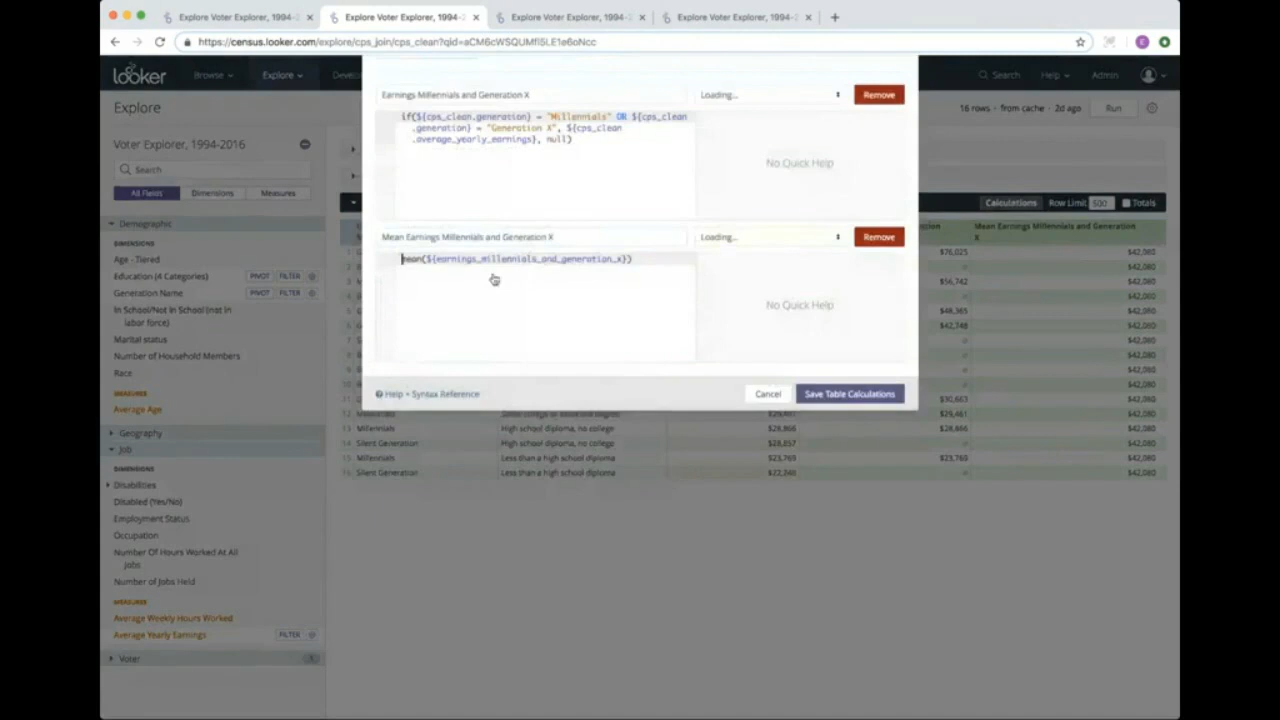 Explore Voter Explorer, 1994-2
Explore Voter Explorer, 1994-2
Explore Voter Explorer, 1994-2
Explore Voter Explorer, 1994-2
https://census.looker.com/explore/cps_join/cps_clean?qid=aCM6cWSQUMfl5LE1e6oNcc
E
looker
Browse
Explore
Develop
Search
Help
Admin
Explore
16 rows · from cache · 2d ago
Run
Voter Explorer, 1994-2016
Search
All Fields
Dimensions
Measures
Calculations
Row Limit
500
Totals
Demographic
DIMENSIONS
Age - Tiered
Education (4 Categories)
PIVOT
FILTER
Generation Name
PIVOT
FILTER
In School/Not In School (not in
labor force)
Marital status
Number of Household Members
Race
MEASURES
Average Age
Geography
Job
DIMENSIONS
Disabilities
Disabled (Yes/No)
Employment Status
Occupation
Number Of Hours Worked At All
Jobs
Number of Jobs Held
MEASURES
Average Weekly Hours Worked
Average Yearly Earnings
FILTER
Voter
Earnings Millennials and Generation X
Loading...
Remove
if(${cps_clean.generation} = "Millennials" OR ${cps_clean
.generation} = "Generation X", ${cps_clean
.average_yearly_earnings}, null)
No Quick Help
Mean Earnings Millennials and Generation X
Loading...
Remove
mean(${earnings_millennials_and_generation_x})
No Quick Help
Help + Syntax Reference
Cancel
Save Table Calculations
Mean Earnings Millennials and Generation
X
$76,025
$42,080
$42,080
$56,742
$42,080
$42,080
$48,365
$42,080
$42,748
$42,080
$42,080
$42,080
$42,080
$42,080
$30,663
$42,080
12
$29,461
$29,461
$42,080
13 Millennials
High school diploma, no college
$28,866
$28,866
$42,080
14 Silent Generation
High school diploma, no college
$28,857
$42,080
15 Millennials
Less than a high school diploma
$23,769
$23,769
$42,080
16 Silent Generation
Less than a high school diploma
$42,080